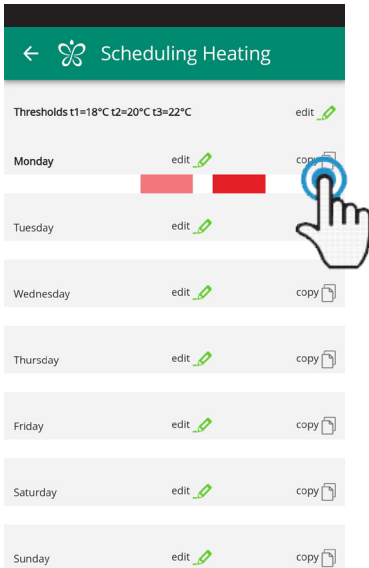 Scheduling Heating
Thresholds t1=18°C t2=20°C t3=22°C edit
Monday edit copy
Tuesday edit
Wednesday edit copy
Thursday edit copy
Friday edit copy
Saturday edit copy
Sunday edit copy